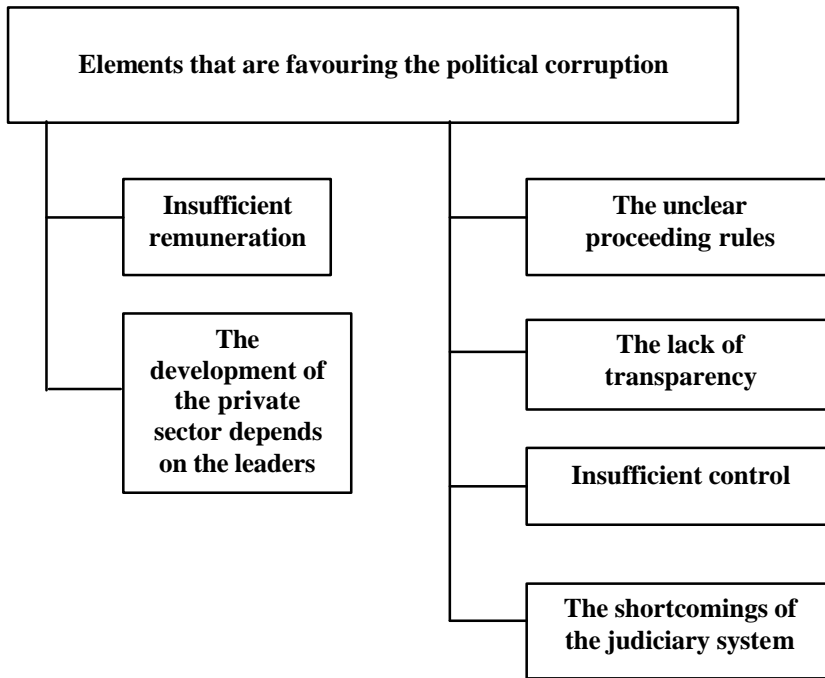 Elements that are favouring the political corruption
Insufficient
remuneration
The
development of
the private
sector depends
on the leaders
The unclear
proceeding rules
The lack of
transparency
Insufficient control
The shortcomings of
the judiciary system